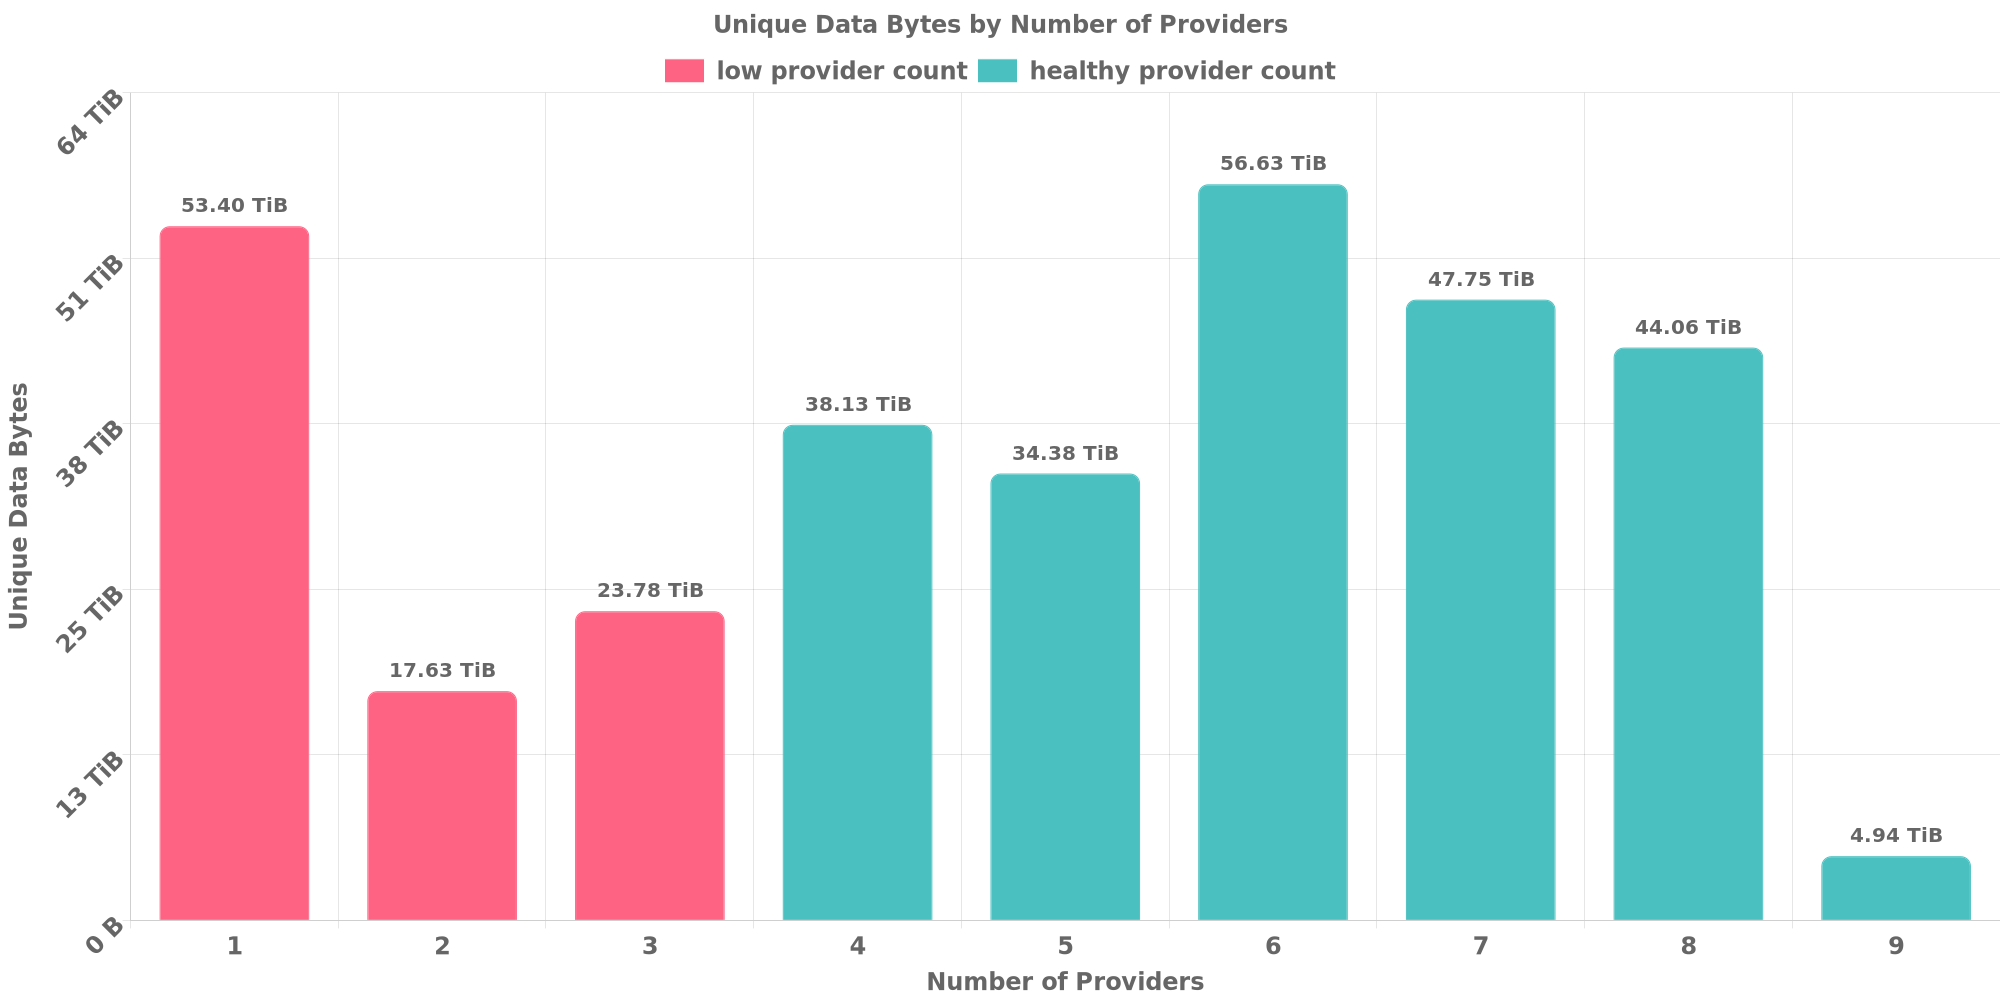 Unique Data Bytes by Number of Providers
low provider count healthy provider count
64 TiB
51 TiB
38 TiB
25 TiB
13 TiB
0 B
Unique Data Bytes
53.40 TiB
17.63 TiB
23.78 TiB
38.13 TiB
34.38 TiB
56.63 TiB
47.75 TiB
44.06 TiB
4.94 TiB
1 2 3 4 5 6 7 8 9
Number of Providers